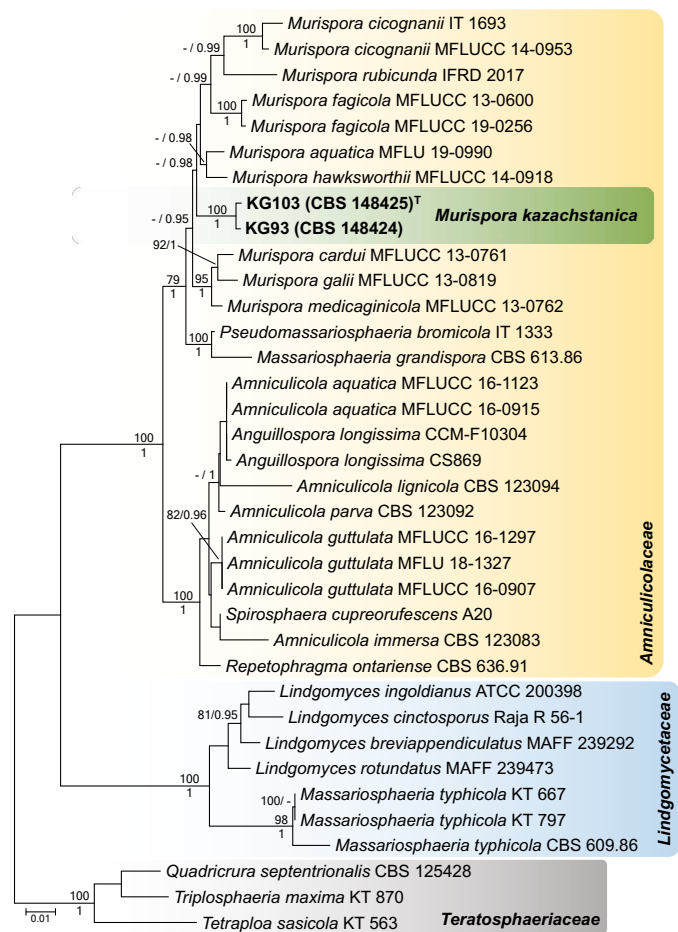 100
1
Murispora cicognanii IT 1693
- / 0.99
Murispora cicognanii MFLUCC 14-0953
- / 0.99
Murispora rubicunda IFRD 2017
100
1
Murispora fagicola MFLUCC 13-0600
Murispora fagicola MFLUCC 19-0256
- / 0.98
Murispora aquatica MFLU 19-0990
- / 0.98
Murispora hawksworthii MFLUCC 14-0918
100
1
KG103 (CBS 148425)ᵀ
KG93 (CBS 148424)
Murispora kazachstanica
- / 0.95
92/1
Murispora cardui MFLUCC 13-0761
95
1
Murispora galii MFLUCC 13-0819
79
1
Murispora medicaginicola MFLUCC 13-0762
100
1
Pseudomassariosphaeria bromicola IT 1333
Massariosphaeria grandispora CBS 613.86
Amniculicola aquatica MFLUCC 16-1123
Amniculicola aquatica MFLUCC 16-0915
100
1
Anguillospora longissima CCM-F10304
Anguillospora longissima CS869
- / 1
Amniculicola lignicola CBS 123094
Amniculicola parva CBS 123092
82/0.96
Amniculicola guttulata MFLUCC 16-1297
Amniculicola guttulata MFLU 18-1327
Amniculicola guttulata MFLUCC 16-0907
100
1
Spirosphaera cupreorufescens A20
Amniculicola immersa CBS 123083
Repetophragma ontariense CBS 636.91
Amniculicolaceae
Lindgomyces ingoldianus ATCC 200398
81/0.95
Lindgomyces cinctosporus Raja R 56-1
Lindgomyces breviappendiculatus MAFF 239292
Lindgomyces rotundatus MAFF 239473
100
1
100/ -
Massariosphaeria typhicola KT 667
98
1
Massariosphaeria typhicola KT 797
Massariosphaeria typhicola CBS 609.86
Lindgomycetaceae
Quadricrura septentrionalis CBS 125428
100
1
Triplosphaeria maxima KT 870
Tetraploa sasicola KT 563
Teratosphaeriaceae
0.01